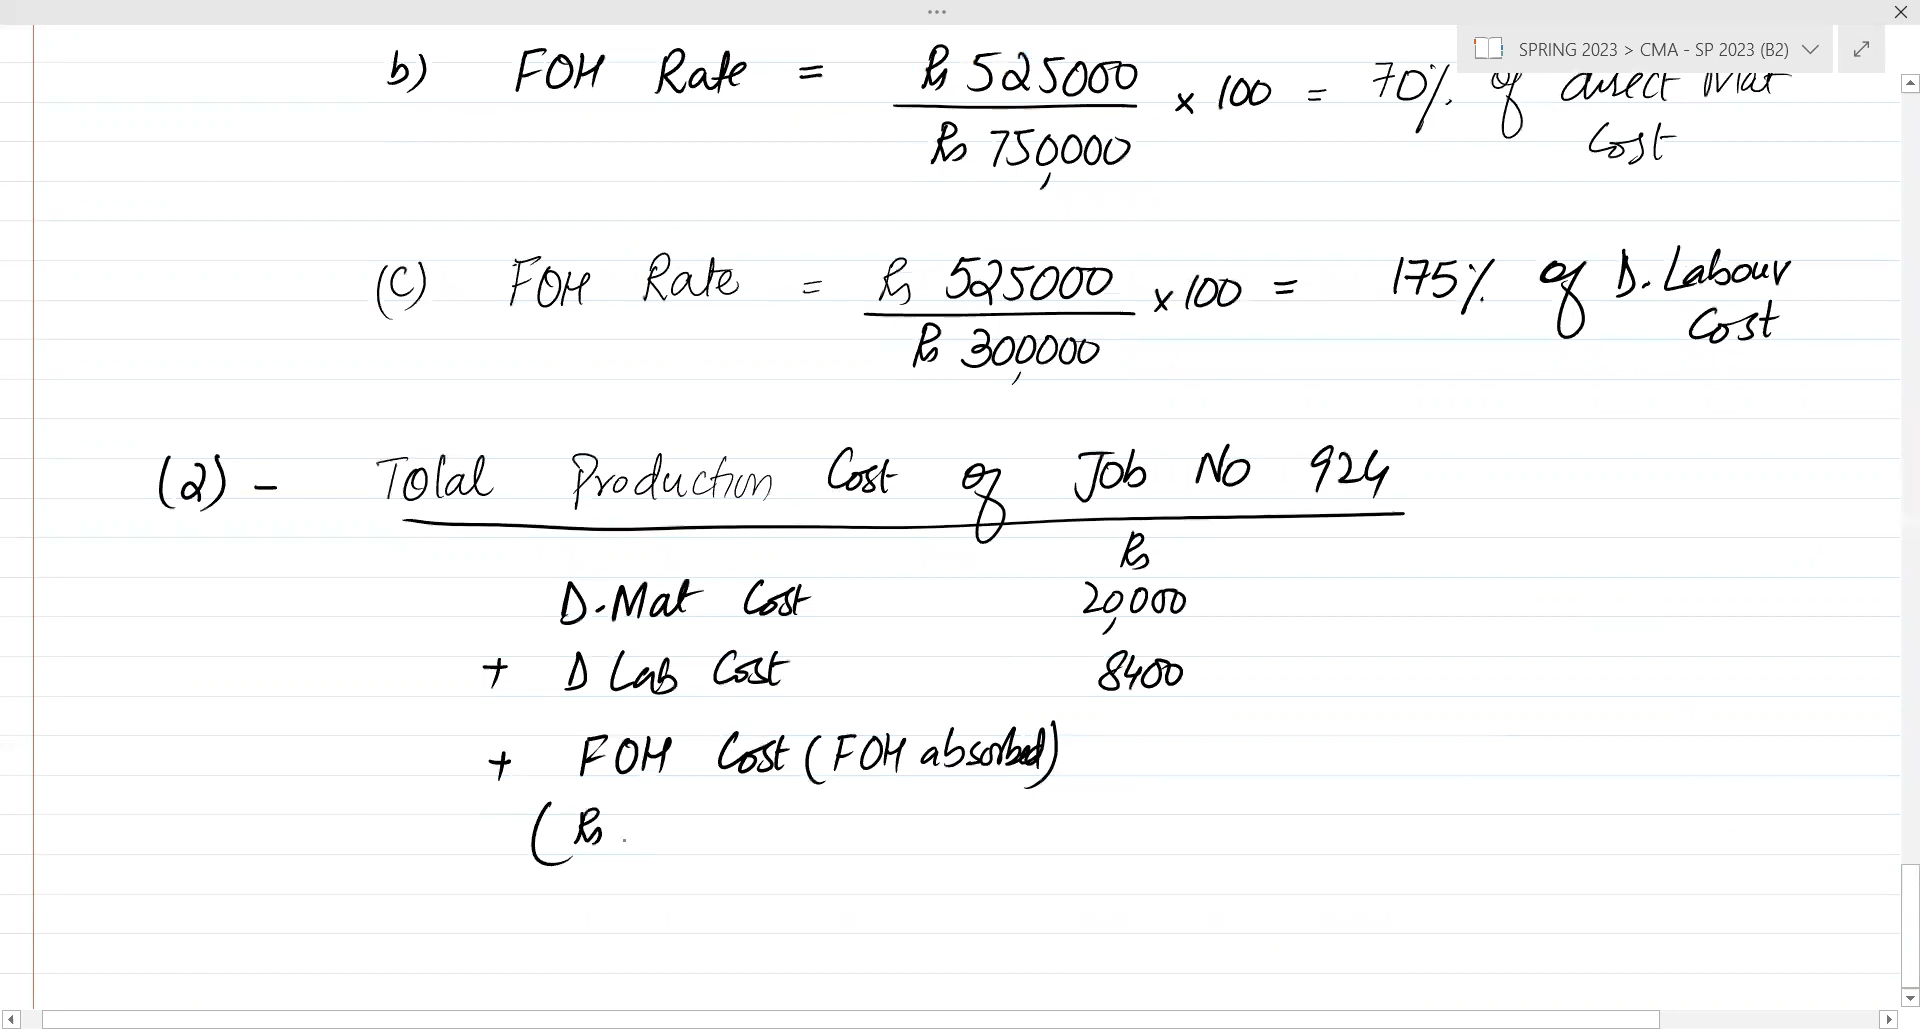 SPRING 2023 > CMA - SP 2023 (B2)
b) FOH Rate = Rs 525000 / Rs 750,000 x 100 = 70% of direct Mat Cost
(C) FOH Rate = Rs 525000 / Rs 300,000 x 100 = 175% of D. Labour Cost
(2) - Total Production Cost of Job No 924
Rs
D. Mat Cost 20,000
+ D Lab Cost 8400
+ FOH Cost (FOH absorbed)
( Rs .